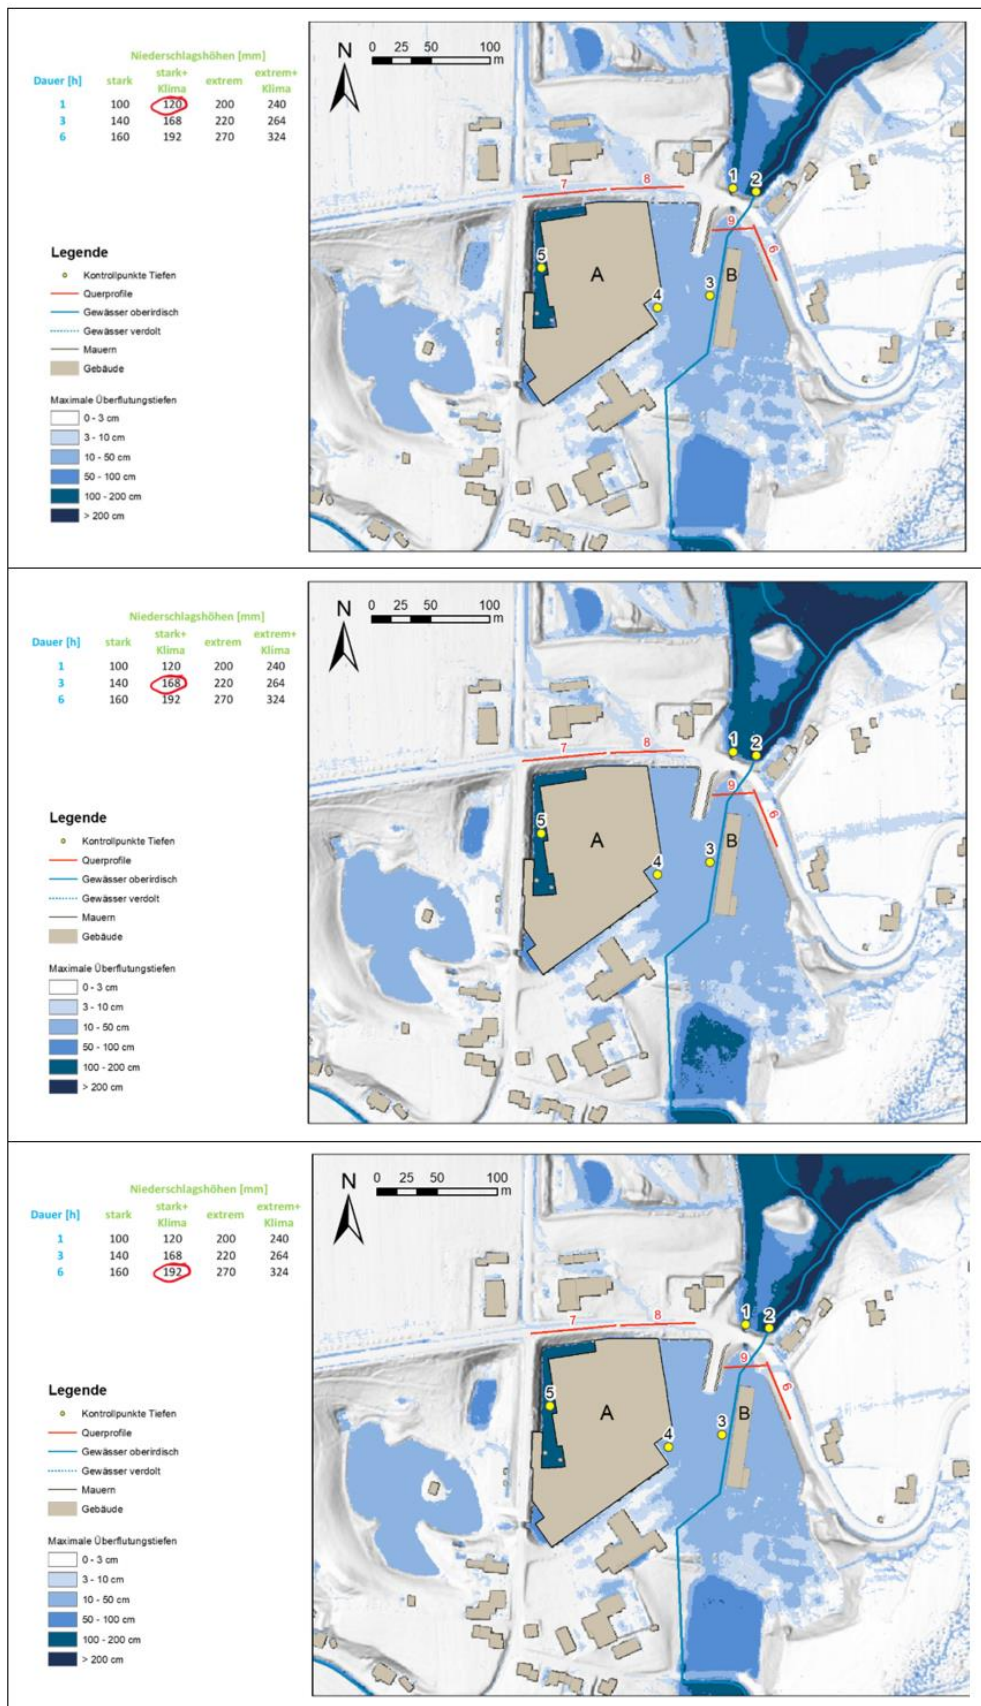 Niederschlagshöhen [mm]
Dauer [h] stark stark+ Klima extrem extrem+ Klima
1 100 120 200 240
3 140 168 220 264
6 160 192 270 324
Legende
Kontrollpunkte Tiefen
Querprofile
Gewässer oberirdisch
Gewässer verdolt
Mauern
Gebäude
Maximale Überflutungstiefen
0 - 3 cm
3 - 10 cm
10 - 50 cm
50 - 100 cm
100 - 200 cm
> 200 cm
N
0 25 50 100
m
1 2
7 8
9 6
5 A 4 3 B
Niederschlagshöhen [mm]
Dauer [h] stark stark+ Klima extrem extrem+ Klima
1 100 120 200 240
3 140 168 220 264
6 160 192 270 324
Legende
Kontrollpunkte Tiefen
Querprofile
Gewässer oberirdisch
Gewässer verdolt
Mauern
Gebäude
Maximale Überflutungstiefen
0 - 3 cm
3 - 10 cm
10 - 50 cm
50 - 100 cm
100 - 200 cm
> 200 cm
N
0 25 50 100
m
1 2
7 8
9 6
5 A 4 3 B
Niederschlagshöhen [mm]
Dauer [h] stark stark+ Klima extrem extrem+ Klima
1 100 120 200 240
3 140 168 220 264
6 160 192 270 324
Legende
Kontrollpunkte Tiefen
Querprofile
Gewässer oberirdisch
Gewässer verdolt
Mauern
Gebäude
Maximale Überflutungstiefen
0 - 3 cm
3 - 10 cm
10 - 50 cm
50 - 100 cm
100 - 200 cm
> 200 cm
N
0 25 50 100
m
1 2
7 8
9 6
5 A 4 3 B